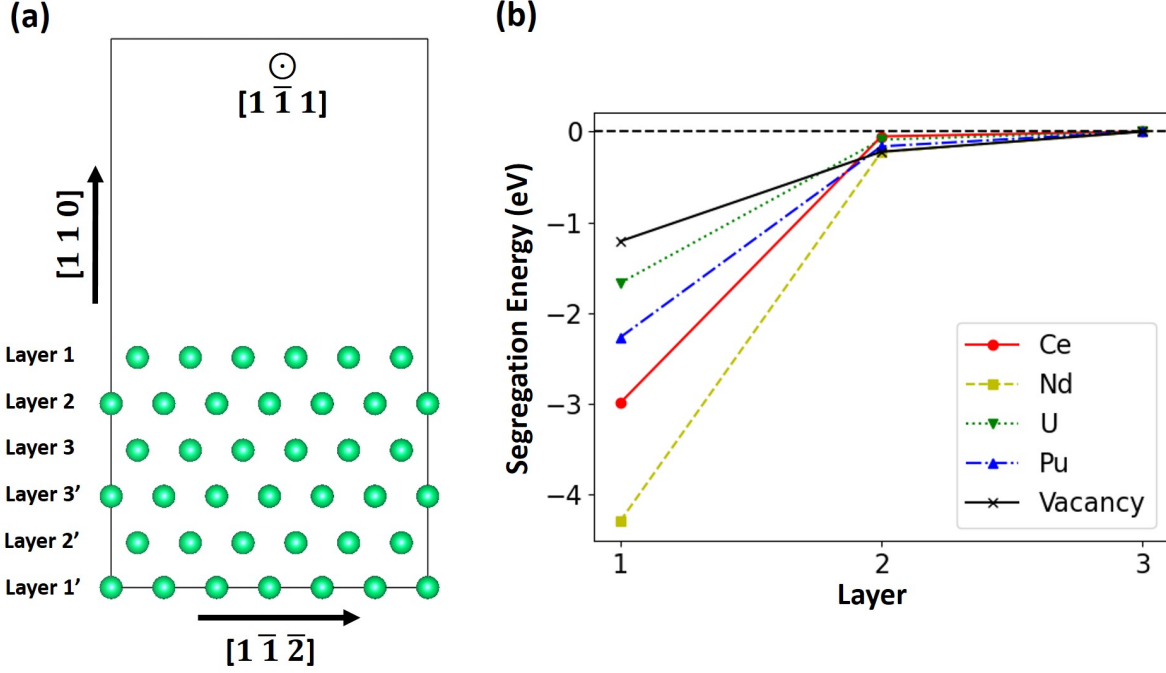 (a)
⊙
[1 1̅ 1]
[1 1 0]
Layer 1
Layer 2
Layer 3
Layer 3’
Layer 2’
Layer 1’
[1 1̅ 2̅]
(b)
Segregation Energy (eV)
0
−1
−2
−3
−4
1 2 3
Layer
Ce
Nd
U
Pu
Vacancy